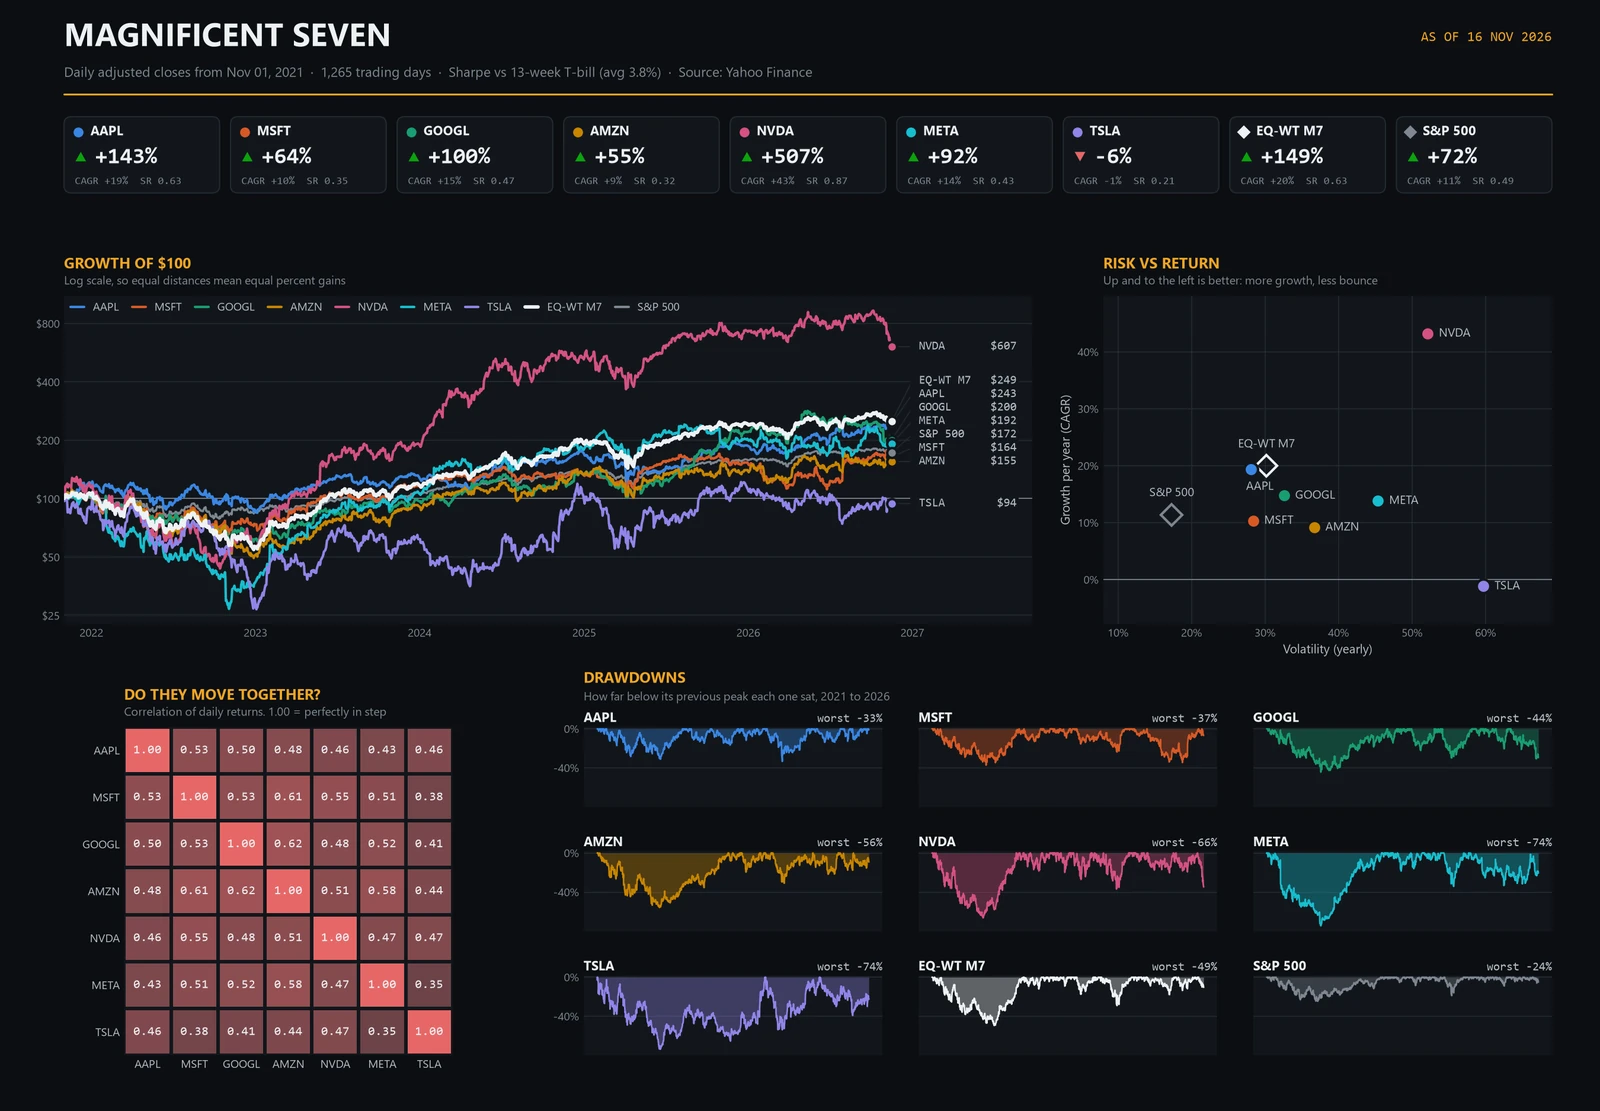 MAGNIFICENT SEVEN
AS OF 16 NOV 2026
Daily adjusted closes from Nov 01, 2021 · 1,265 trading days · Sharpe vs 13-week T-bill (avg 3.8%) · Source: Yahoo Finance
AAPL
+143%
CAGR +19% SR 0.63
MSFT
+64%
CAGR +10% SR 0.35
GOOGL
+100%
CAGR +15% SR 0.47
AMZN
+55%
CAGR +9% SR 0.32
NVDA
+507%
CAGR +43% SR 0.87
META
+92%
CAGR +14% SR 0.43
TSLA
-6%
CAGR -1% SR 0.21
EQ-WT M7
+149%
CAGR +20% SR 0.63
S&P 500
+72%
CAGR +11% SR 0.49
GROWTH OF $100
Log scale, so equal distances mean equal percent gains
AAPL MSFT GOOGL AMZN NVDA META TSLA EQ-WT M7 S&P 500
$800
$400
$200
$100
$50
$25
NVDA $607
EQ-WT M7 $249
AAPL $243
GOOGL $200
META $192
S&P 500 $172
MSFT $164
AMZN $155
TSLA $94
2022 2023 2024 2025 2026 2027
RISK VS RETURN
Up and to the left is better: more growth, less bounce
Growth per year (CAGR)
40%
30%
20%
10%
0%
NVDA
EQ-WT M7
AAPL
S&P 500
GOOGL
META
MSFT
AMZN
TSLA
10% 20% 30% 40% 50% 60%
Volatility (yearly)
DO THEY MOVE TOGETHER?
Correlation of daily returns. 1.00 = perfectly in step
AAPL 1.00 0.53 0.50 0.48 0.46 0.43 0.46
MSFT 0.53 1.00 0.53 0.61 0.55 0.51 0.38
GOOGL 0.50 0.53 1.00 0.62 0.48 0.52 0.41
AMZN 0.48 0.61 0.62 1.00 0.51 0.58 0.44
NVDA 0.46 0.55 0.48 0.51 1.00 0.47 0.47
META 0.43 0.51 0.52 0.58 0.47 1.00 0.35
TSLA 0.46 0.38 0.41 0.44 0.47 0.35 1.00
AAPL MSFT GOOGL AMZN NVDA META TSLA
DRAWDOWNS
How far below its previous peak each one sat, 2021 to 2026
AAPL worst -33%
MSFT worst -37%
GOOGL worst -44%
0%
-40%
AMZN worst -56%
NVDA worst -66%
META worst -74%
0%
-40%
TSLA worst -74%
EQ-WT M7 worst -49%
S&P 500 worst -24%
0%
-40%